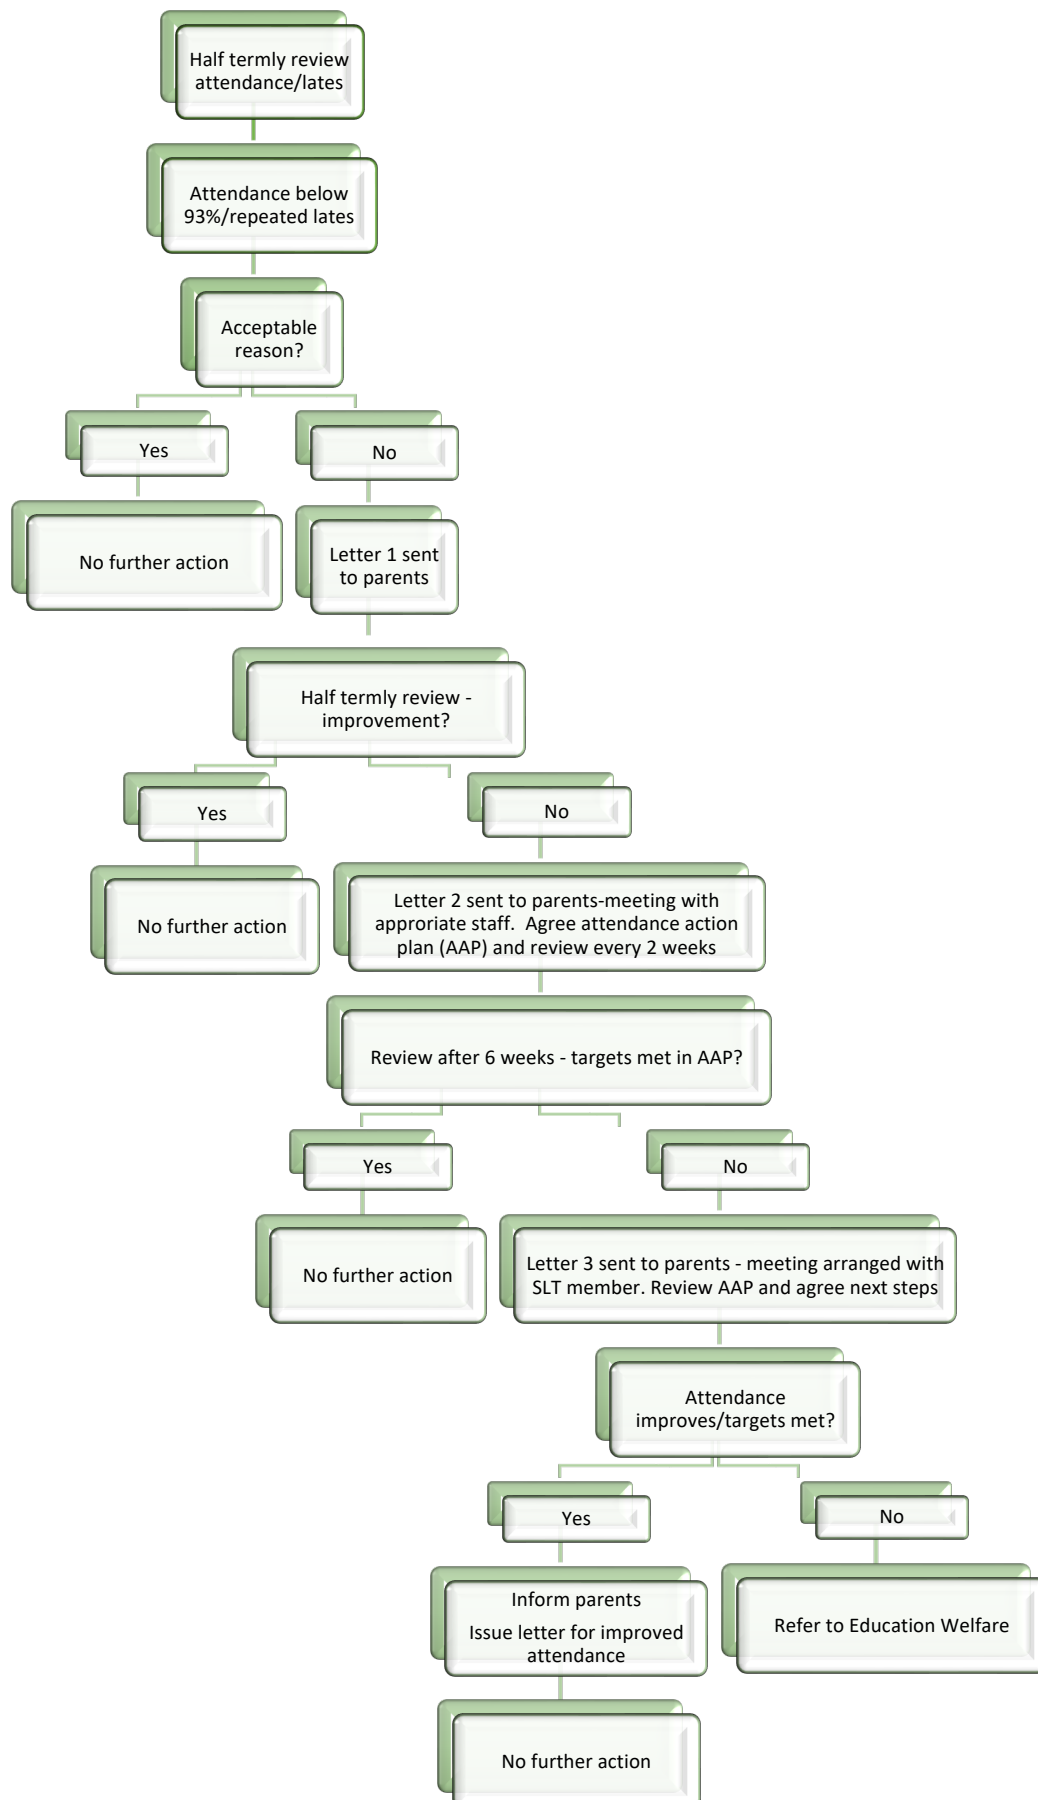 Half termly review
attendance/lates
Attendance below
93%/repeated lates
Acceptable
reason?
Yes
No
No further action
Letter 1 sent
to parents
Half termly review -
improvement?
Yes
No
No further action
Letter 2 sent to parents-meeting with
approriate staff.  Agree attendance action
plan (AAP) and review every 2 weeks
Review after 6 weeks - targets met in AAP?
Yes
No
No further action
Letter 3 sent to parents - meeting arranged with
SLT member. Review AAP and agree next steps
Attendance
improves/targets met?
Yes
No
Inform parents
Issue letter for improved
attendance
Refer to Education Welfare
No further action